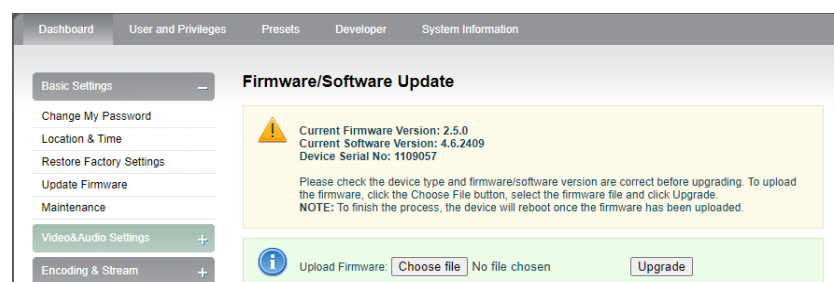 Dashboard User and Privileges Presets Developer System Information
Basic Settings
Change My Password
Location & Time
Restore Factory Settings
Update Firmware
Maintenance
Video&Audio Settings
Encoding & Stream
Firmware/Software Update
Current Firmware Version: 2.5.0
Current Software Version: 4.6.2409
Device Serial No: 1109057
Please check the device type and firmware/software version are correct before upgrading. To upload
the firmware, click the Choose File button, select the firmware file and click Upgrade.
NOTE: To finish the process, the device will reboot once the firmware has been uploaded.
Upload Firmware: Choose file No file chosen Upgrade